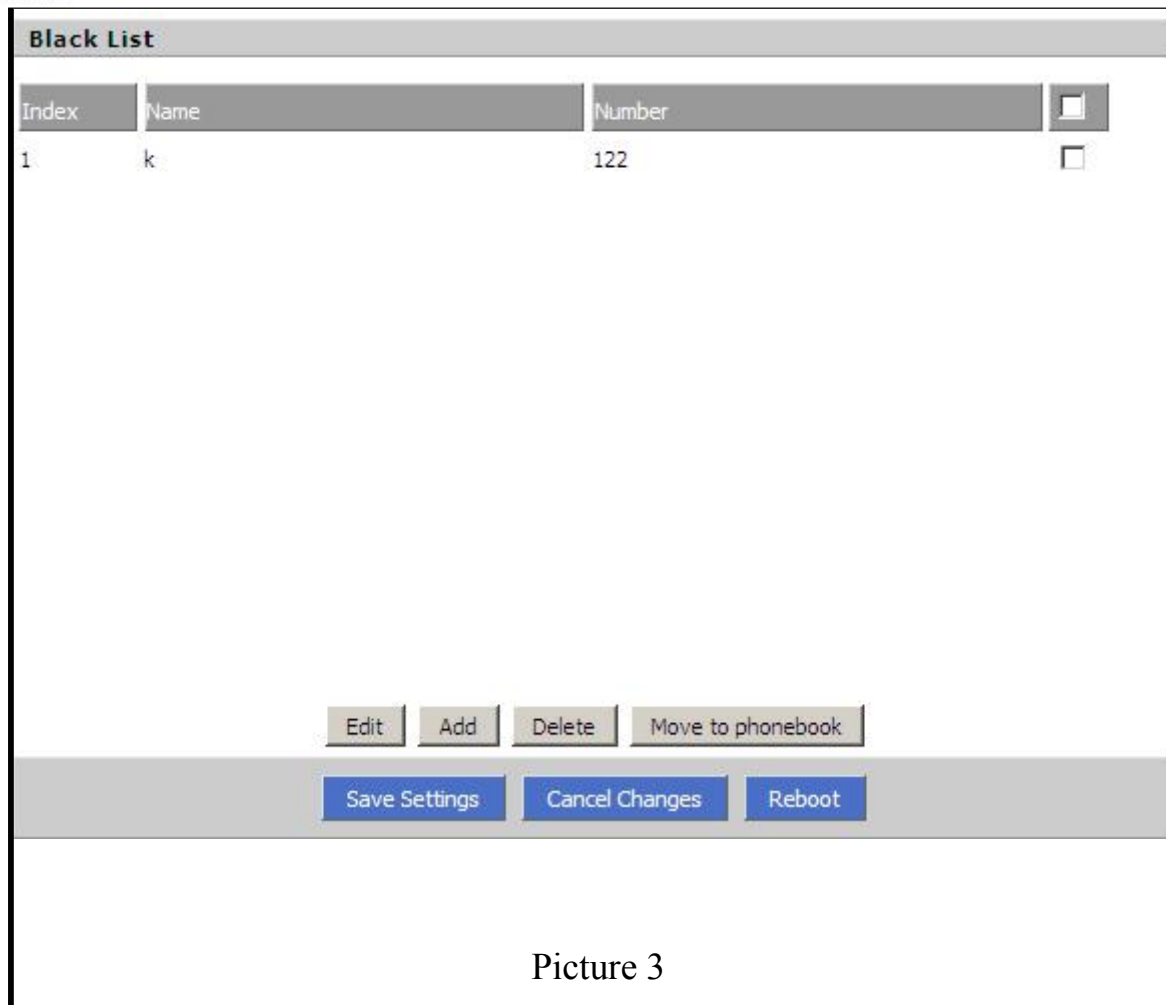 Black List
Index Name Number
1 k 122
Edit Add Delete Move to phonebook
Save Settings Cancel Changes Reboot
Picture 3